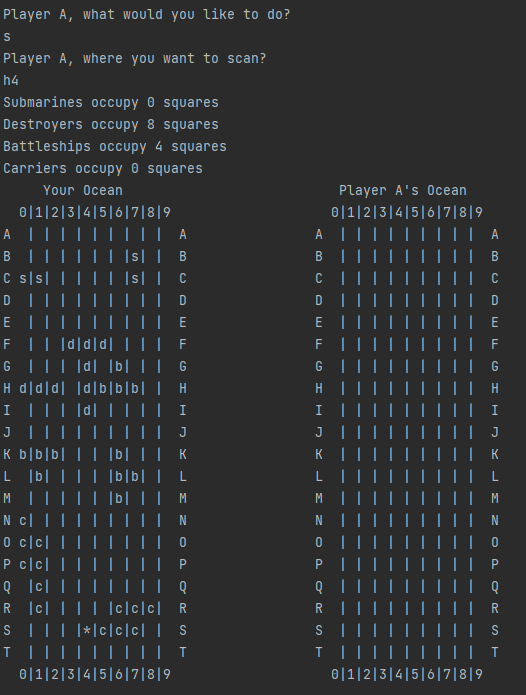 Player A, what would you like to do?
s
Player A, where you want to scan?
h4
Submarines occupy 0 squares
Destroyers occupy 8 squares
Battleships occupy 4 squares
Carriers occupy 0 squares
     Your Ocean                           Player A's Ocean
  0|1|2|3|4|5|6|7|8|9                    0|1|2|3|4|5|6|7|8|9
A  | | | | | | | | |  A                A  | | | | | | | | |  A
B  | | | | | | |s| |  B                B  | | | | | | | | |  B
C s|s| | | | | |s| |  C                C  | | | | | | | | |  C
D  | | | | | | | | |  D                D  | | | | | | | | |  D
E  | | | | | | | | |  E                E  | | | | | | | | |  E
F  | | |d|d|d| | | |  F                F  | | | | | | | | |  F
G  | | | |d| |b| | |  G                G  | | | | | | | | |  G
H d|d|d| |d|b|b|b| |  H                H  | | | | | | | | |  H
I  | | | |d| | | | |  I                I  | | | | | | | | |  I
J  | | | | | | | | |  J                J  | | | | | | | | |  J
K b|b|b| | | | | | |  K                K  | | | | | | | | |  K
L  |b| | | | |b|b| |  L                L  | | | | | | | | |  L
M  | | | | | |b| | |  M                M  | | | | | | | | |  M
N c| | | | | | | | |  N                N  | | | | | | | | |  N
O c|c| | | | | | | |  O                O  | | | | | | | | |  O
P c|c| | | | | | | |  P                P  | | | | | | | | |  P
Q  |c| | | | | | | |  Q                Q  | | | | | | | | |  Q
R  |c| | | | |c|c|c|  R                R  | | | | | | | | |  R
S  | | | |*|c|c|c| |  S                S  | | | | | | | | |  S
T  | | | | | | | | |  T                T  | | | | | | | | |  T
  0|1|2|3|4|5|6|7|8|9                    0|1|2|3|4|5|6|7|8|9